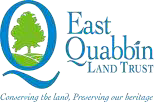 East
Quabbin
LAND TRUST
Conserving the land, Preserving our heritage